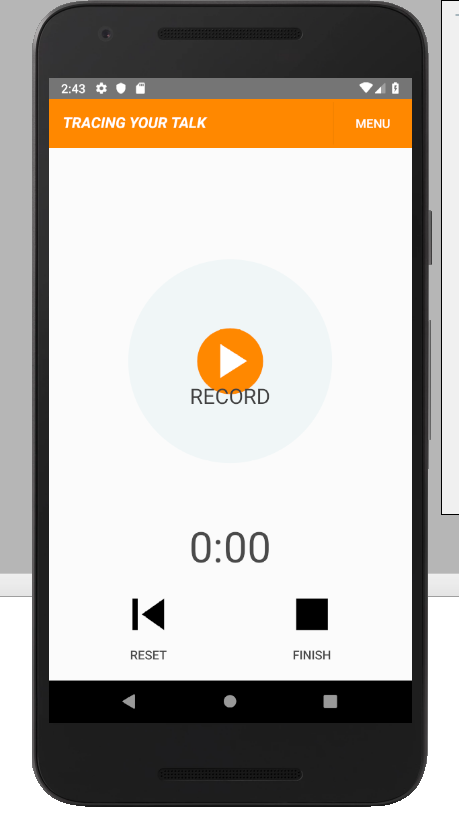 2:43
TRACING YOUR TALK
MENU
RECORD
0:00
RESET
FINISH